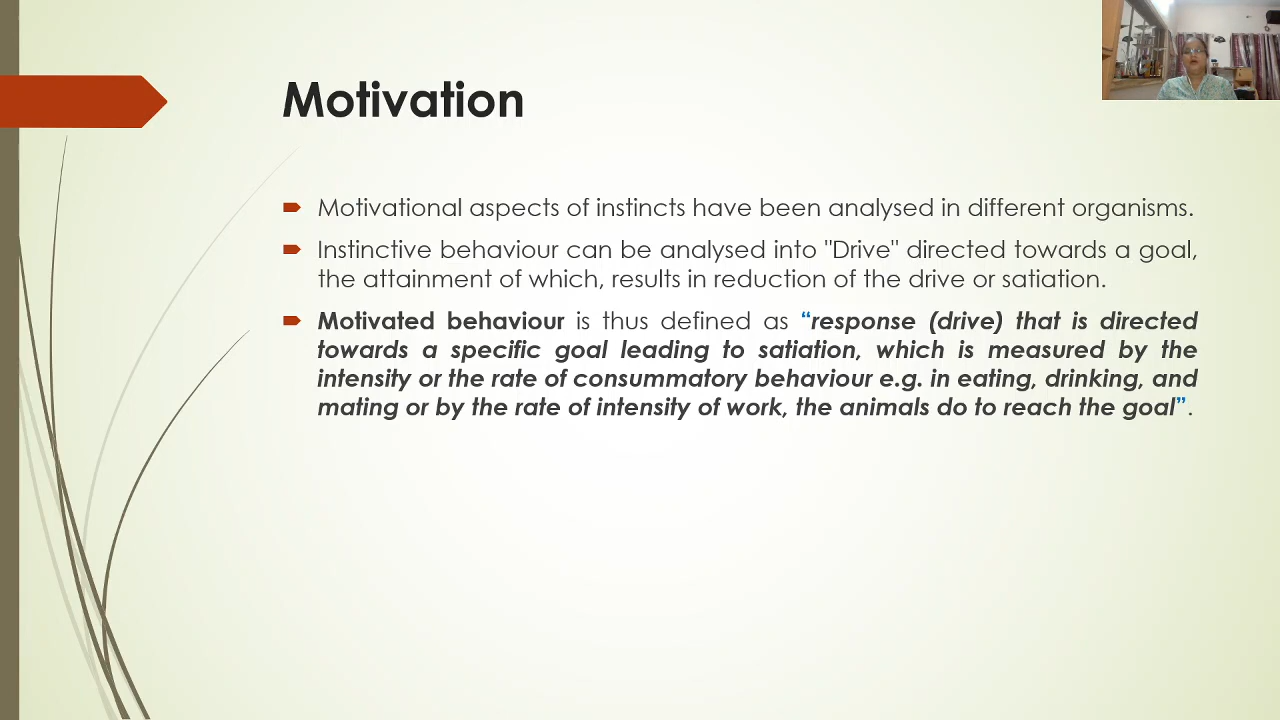 Motivation
Motivational aspects of instincts have been analysed in different organisms.
Instinctive behaviour can be analysed into "Drive" directed towards a goal,
the attainment of which, results in reduction of the drive or satiation.
Motivated behaviour is thus defined as “response (drive) that is directed
towards a specific goal leading to satiation, which is measured by the
intensity or the rate of consummatory behaviour e.g. in eating, drinking, and
mating or by the rate of intensity of work, the animals do to reach the goal”.